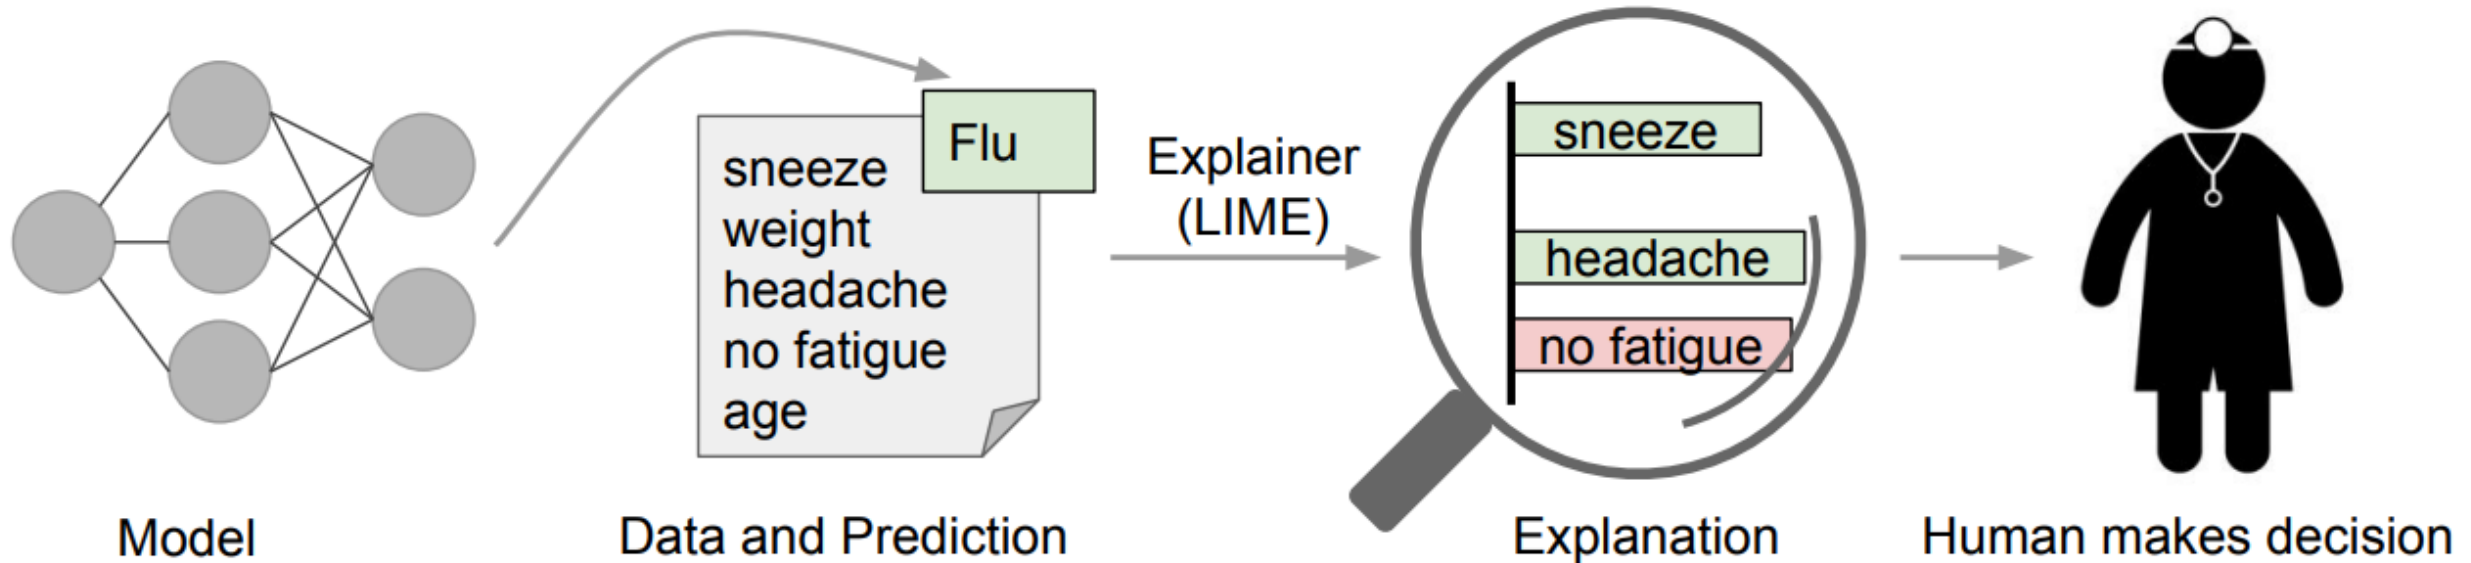 Flu
sneeze
weight
headache
no fatigue
age
Explainer
(LIME)
sneeze
headache
no fatigue
Model
Data and Prediction
Explanation
Human makes decision